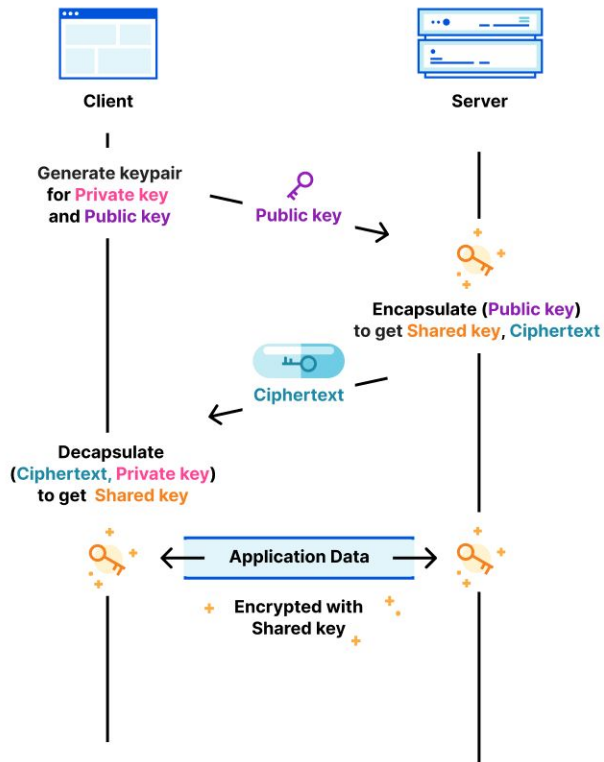 Client
Server
Generate keypair
for Private key
and Public key
Public key
Encapsulate (Public key)
to get Shared key, Ciphertext
Ciphertext
Decapsulate
(Ciphertext, Private key)
to get Shared key
Application Data
Encrypted with
Shared key